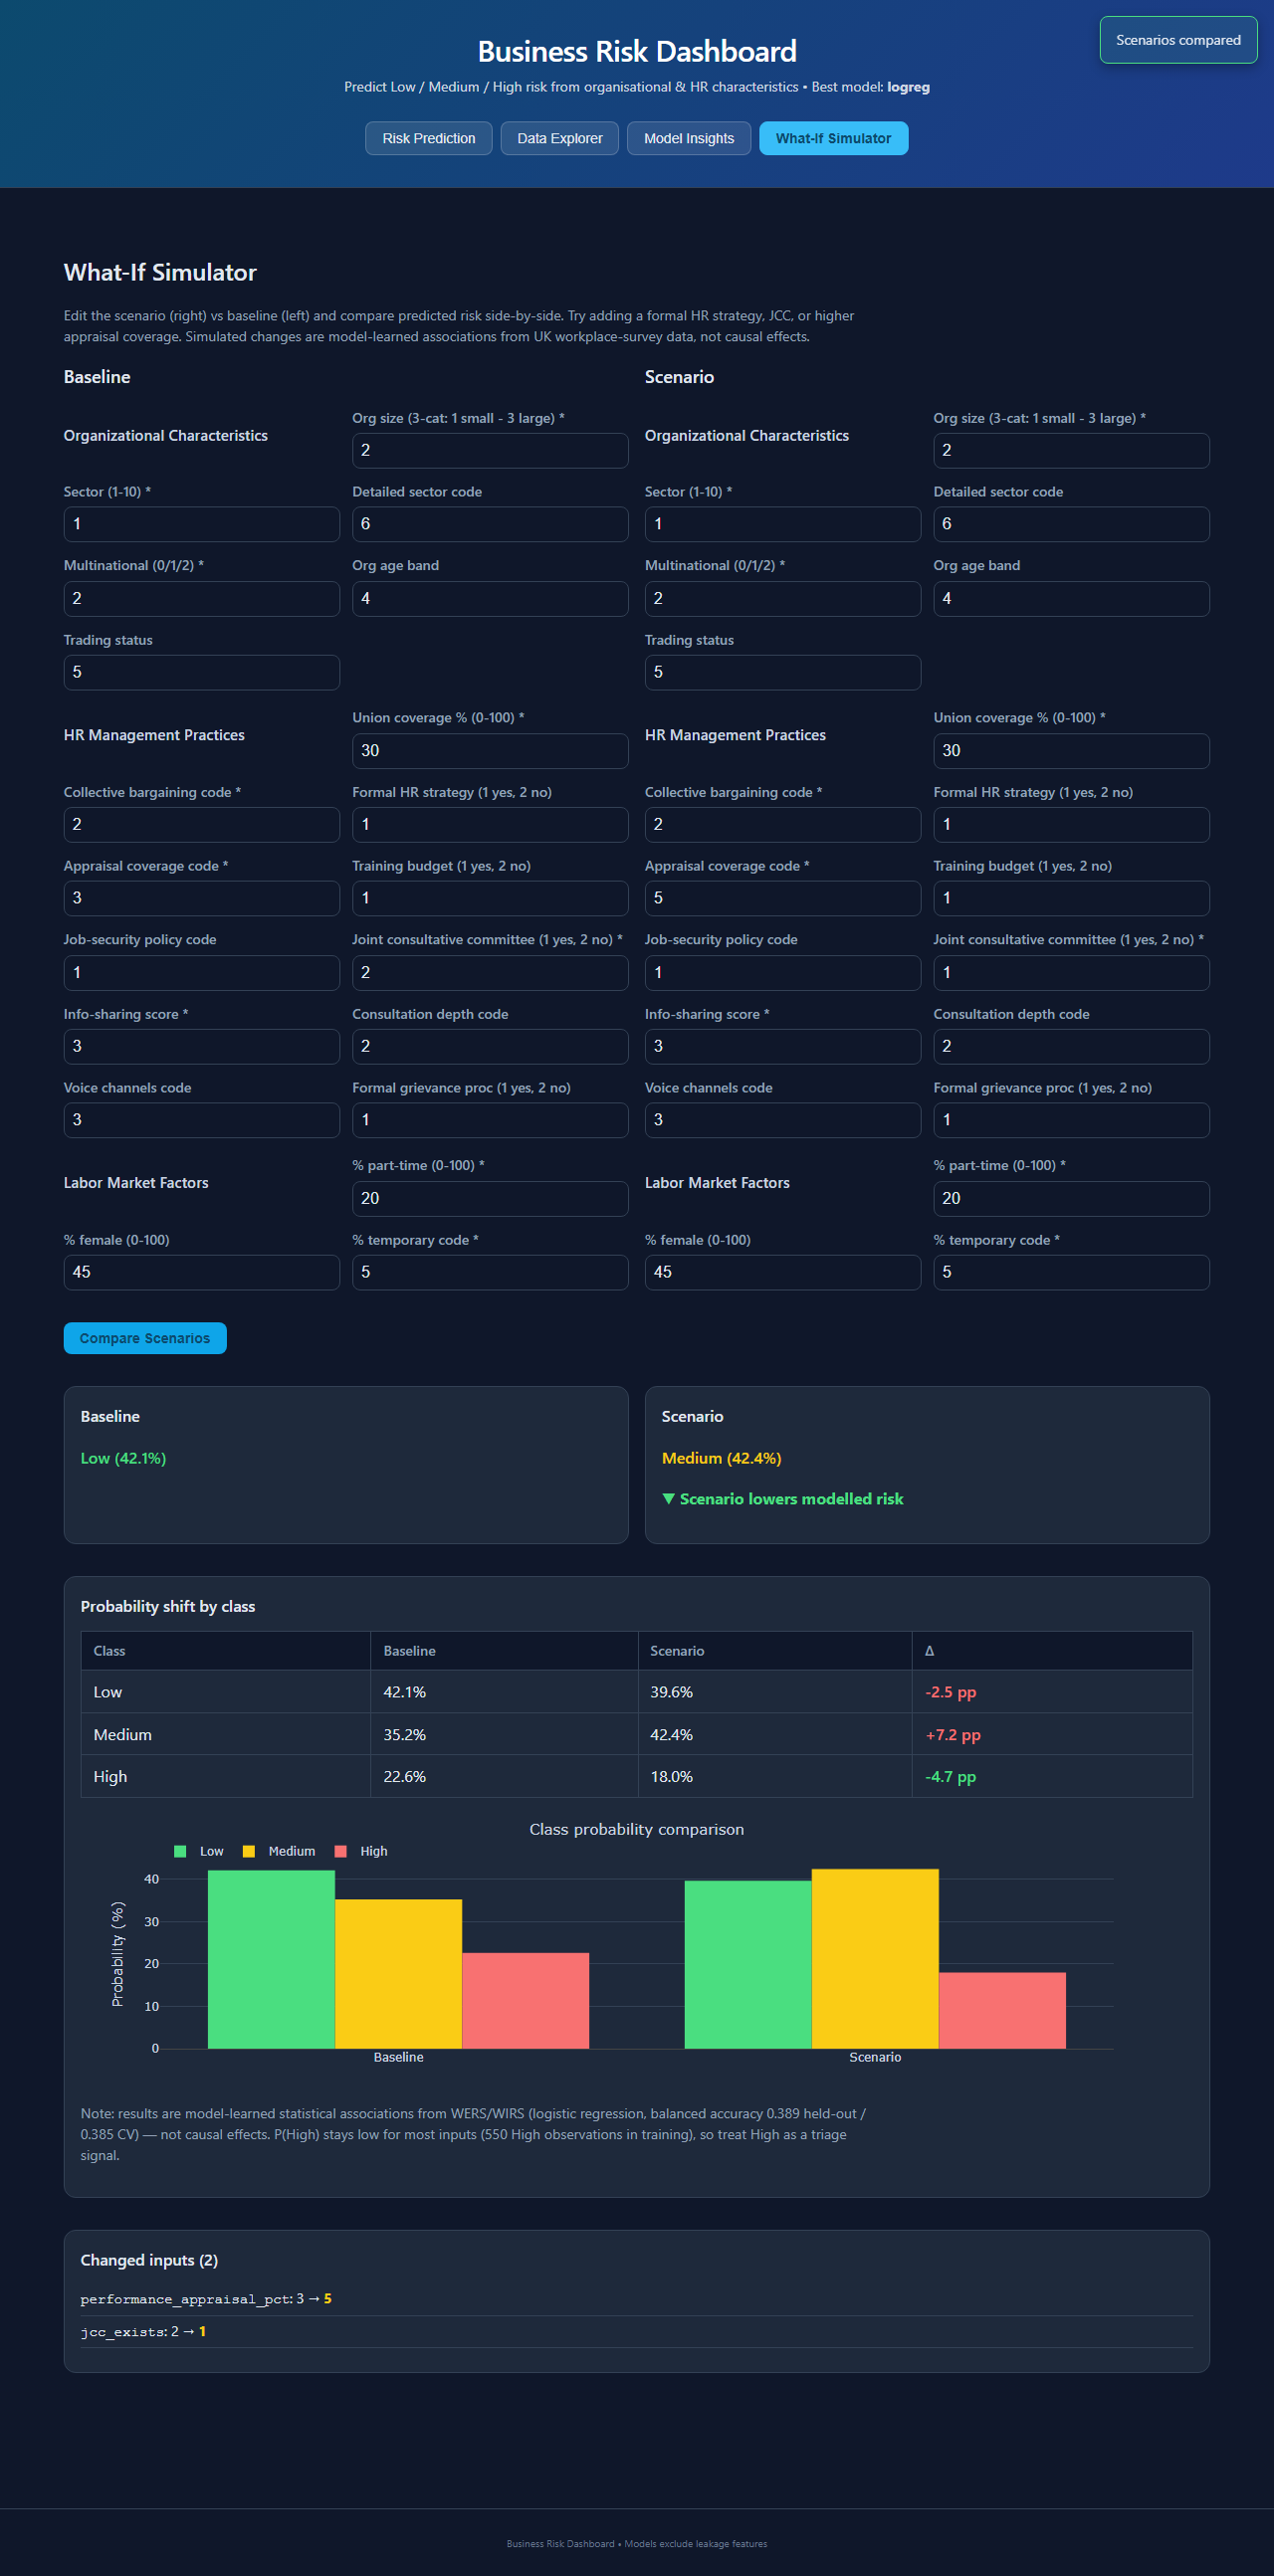 Business Risk Dashboard
Scenarios compared
Predict Low / Medium / High risk from organisational & HR characteristics • Best model: logreg
Risk Prediction
Data Explorer
Model Insights
What-If Simulator
What-If Simulator
Edit the scenario (right) vs baseline (left) and compare predicted risk side-by-side. Try adding a formal HR strategy, JCC, or higher
appraisal coverage. Simulated changes are model-learned associations from UK workplace-survey data, not causal effects.
Baseline
Organizational Characteristics
Org size (3-cat: 1 small - 3 large) *
2
Sector (1-10) *
1
Detailed sector code
6
Multinational (0/1/2) *
2
Org age band
4
Trading status
5
HR Management Practices
Union coverage % (0-100) *
30
Collective bargaining code *
2
Formal HR strategy (1 yes, 2 no)
1
Appraisal coverage code *
3
Training budget (1 yes, 2 no)
1
Job-security policy code
1
Joint consultative committee (1 yes, 2 no) *
2
Info-sharing score *
3
Consultation depth code
2
Voice channels code
3
Formal grievance proc (1 yes, 2 no)
1
Labor Market Factors
% part-time (0-100) *
20
% female (0-100)
45
% temporary code *
5
Scenario
Organizational Characteristics
Org size (3-cat: 1 small - 3 large) *
2
Sector (1-10) *
1
Detailed sector code
6
Multinational (0/1/2) *
2
Org age band
4
Trading status
5
HR Management Practices
Union coverage % (0-100) *
30
Collective bargaining code *
2
Formal HR strategy (1 yes, 2 no)
1
Appraisal coverage code *
5
Training budget (1 yes, 2 no)
1
Job-security policy code
1
Joint consultative committee (1 yes, 2 no) *
1
Info-sharing score *
3
Consultation depth code
2
Voice channels code
3
Formal grievance proc (1 yes, 2 no)
1
Labor Market Factors
% part-time (0-100) *
20
% female (0-100)
45
% temporary code *
5
Compare Scenarios
Baseline
Low (42.1%)
Scenario
Medium (42.4%)
▼ Scenario lowers modelled risk
Probability shift by class
Class Baseline Scenario Δ
Low 42.1% 39.6% -2.5 pp
Medium 35.2% 42.4% +7.2 pp
High 22.6% 18.0% -4.7 pp
Class probability comparison
Low Medium High
Probability (%)
40
30
20
10
0
Baseline
Scenario
Note: results are model-learned statistical associations from WERS/WIRS (logistic regression, balanced accuracy 0.389 held-out /
0.385 CV) — not causal effects. P(High) stays low for most inputs (550 High observations in training), so treat High as a triage
signal.
Changed inputs (2)
performance_appraisal_pct: 3 → 5
jcc_exists: 2 → 1
Business Risk Dashboard • Models exclude leakage features